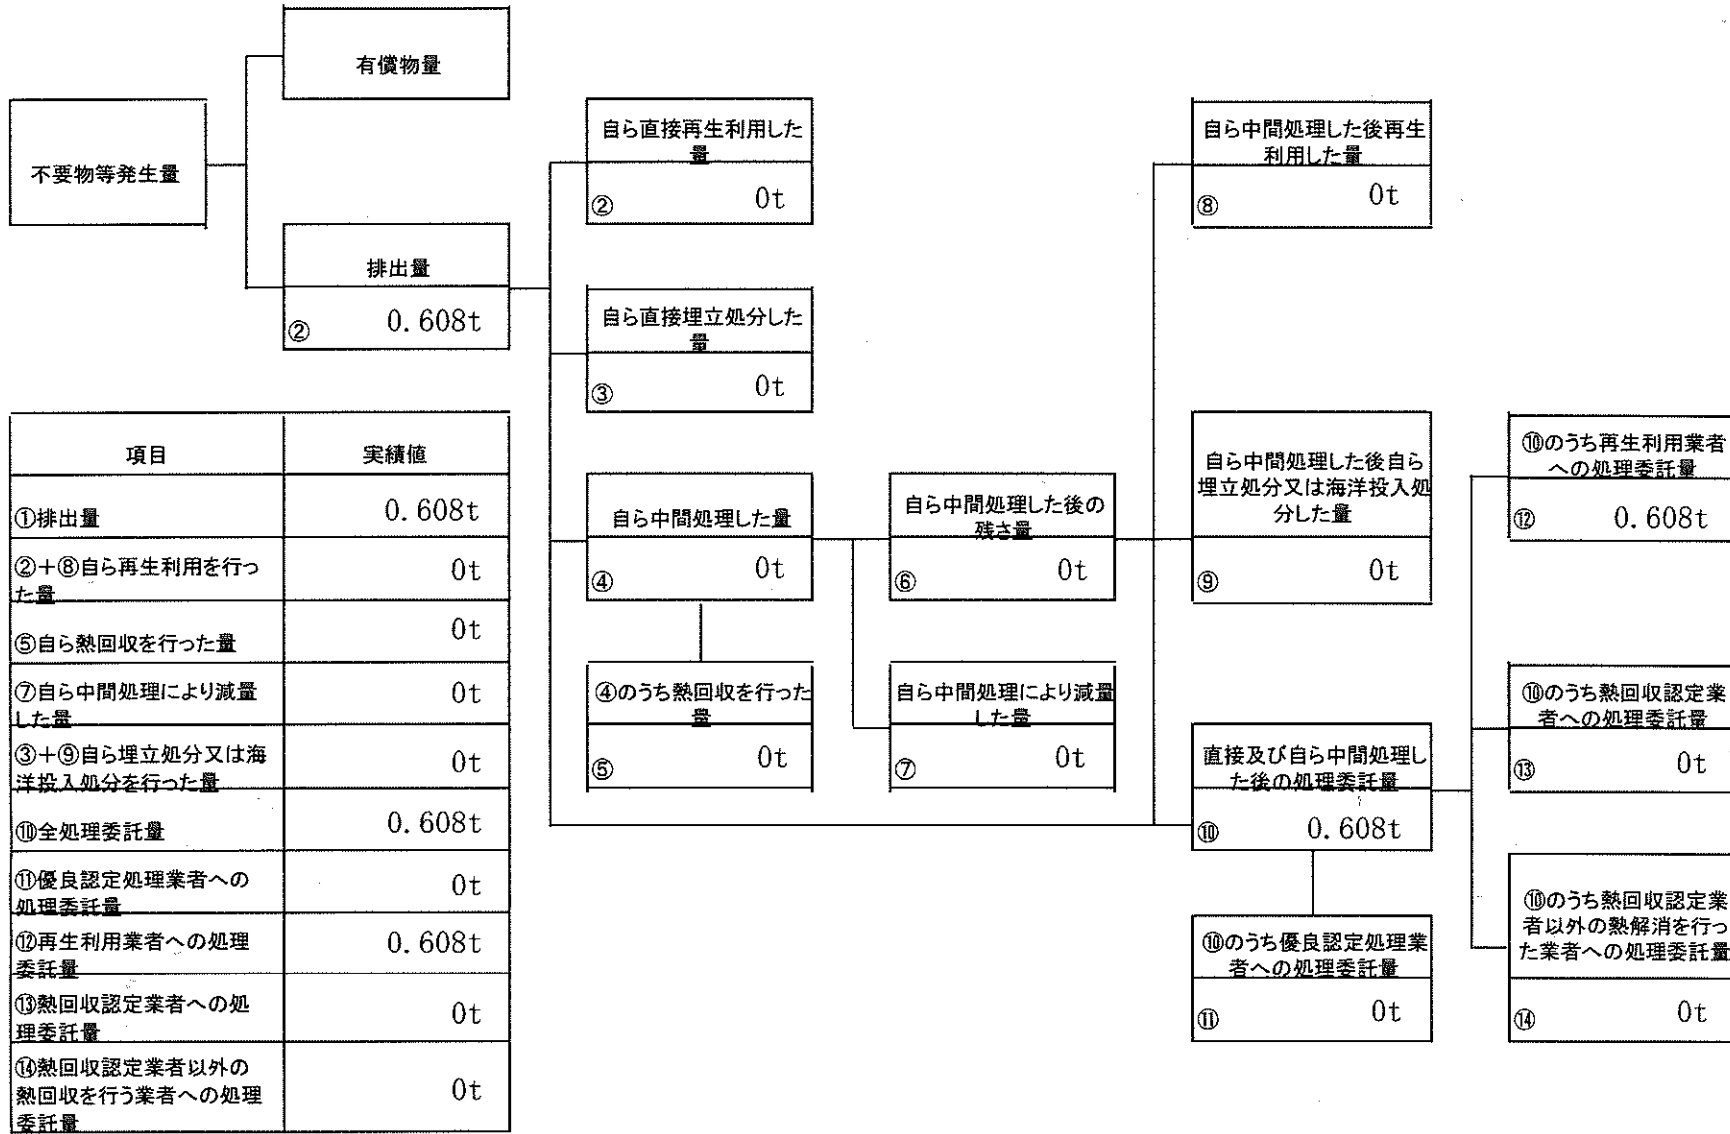 有償物量
不要物等発生量
排出量
② 0.608t
自ら直接再生利用した
量
② 0t
自ら直接埋立処分した
量
③ 0t
自ら中間処理した量
④ 0t
④のうち熱回収を行った
量
⑤ 0t
自ら中間処理した後の
残さ量
⑥ 0t
自ら中間処理により減量
した量
⑦ 0t
自ら中間処理した後再生
利用した量
⑧ 0t
自ら中間処理した後自ら
埋立処分又は海洋投入処
分した量
⑨ 0t
直接及び自ら中間処理し
た後の処理委託量
⑩ 0.608t
⑩のうち優良認定処理業
者への処理委託量
⑪ 0t
⑩のうち再生利用業者
への処理委託量
⑫ 0.608t
⑩のうち熱回収認定業
者への処理委託量
⑬ 0t
⑩のうち熱回収認定業
者以外の熱解消を行っ
た業者への処理委託量
⑭ 0t
項目 実績値
①排出量 0.608t
②+⑧自ら再生利用を行っ
た量 0t
⑤自ら熱回収を行った量 0t
⑦自ら中間処理により減量
した量 0t
③+⑨自ら埋立処分又は海
洋投入処分を行った量 0t
⑩全処理委託量 0.608t
⑪優良認定処理業者への
処理委託量 0t
⑫再生利用業者への処理
委託量 0.608t
⑬熱回収認定業者への処
理委託量 0t
⑭熱回収認定業者以外の
熱回収を行う業者への処理
委託量 0t